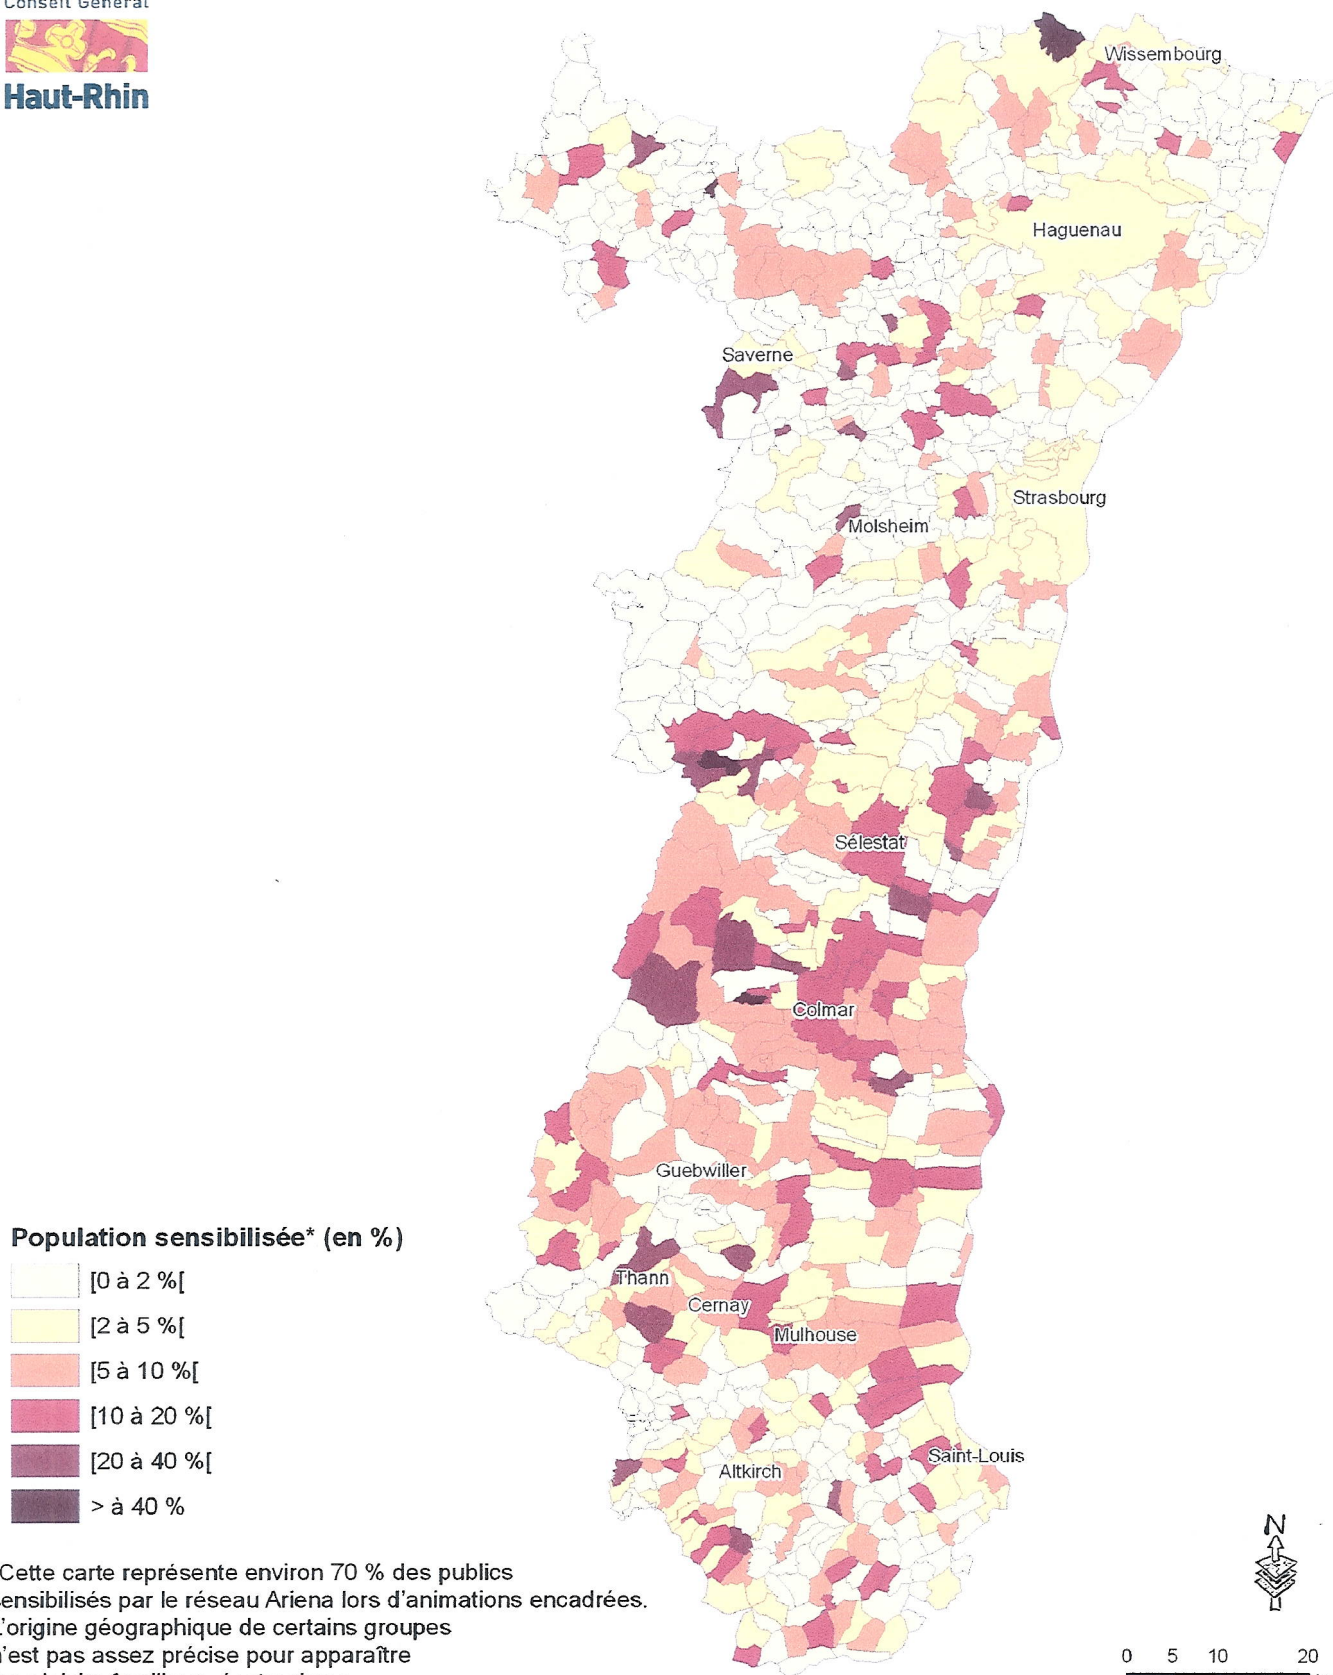 Conseil Général
Haut-Rhin
Wissembourg
Haguenau
Saverne
Strasbourg
Molsheim
Sélestat
Colmar
Guebwiller
Thann
Cernay
Mulhouse
Saint-Louis
Altkirch
Population sensibilisée* (en %)
[0 à 2 %[
[2 à 5 %[
[5 à 10 %[
[10 à 20 %[
[20 à 40 %[
> à 40 %
Cette carte représente environ 70 % des publics
ensibilisés par le réseau Ariena lors d'animations encadrées.
'origine géographique de certains groupes
'est pas assez précise pour apparaître
N
0 5 10 20